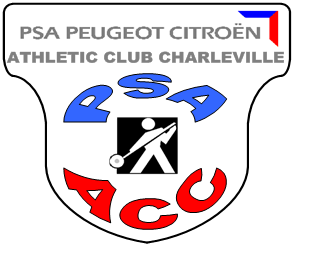 PSA PEUGEOT CITROËN
ATHLETIC CLUB CHARLEVILLE
PSA
ACC